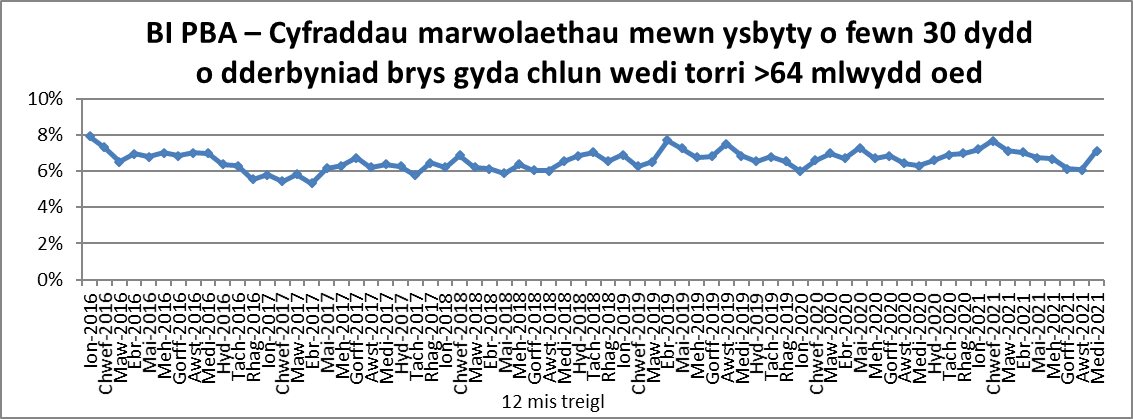 BI PBA – Cyfraddau marwolaethau mewn ysbyty o fewn 30 dydd
o dderbyniad brys gyda chlun wedi torri >64 mlwydd oed
10%
8%
6%
4%
2%
0%
Ion-2016
Chwef-2016
Maw-2016
Ebr-2016
Mai-2016
Meh-2016
Gorff-2016
Awst-2016
Medi-2016
Hyd-2016
Tach-2016
Rhag-2016
Ion-2017
Chwef-2017
Maw-2017
Ebr-2017
Mai-2017
Meh-2017
Gorff-2017
Awst-2017
Medi-2017
Hyd-2017
Tach-2017
Rhag-2017
Ion-2018
Chwef-2018
Maw-2018
Ebr-2018
Mai-2018
Meh-2018
Gorff-2018
Awst-2018
Medi-2018
Hyd-2018
Tach-2018
Rhag-2018
Ion-2019
Chwef-2019
Maw-2019
Ebr-2019
Mai-2019
Meh-2019
Gorff-2019
Awst-2019
Medi-2019
Hyd-2019
Tach-2019
Rhag-2019
Ion-2020
Chwef-2020
Maw-2020
Ebr-2020
Mai-2020
Meh-2020
Gorff-2020
Awst-2020
Medi-2020
Hyd-2020
Tach-2020
Rhag-2020
Ion-2021
Chwef-2021
Maw-2021
Ebr-2021
Mai-2021
Meh-2021
Gorff-2021
Awst-2021
Medi-2021
12 mis treigl